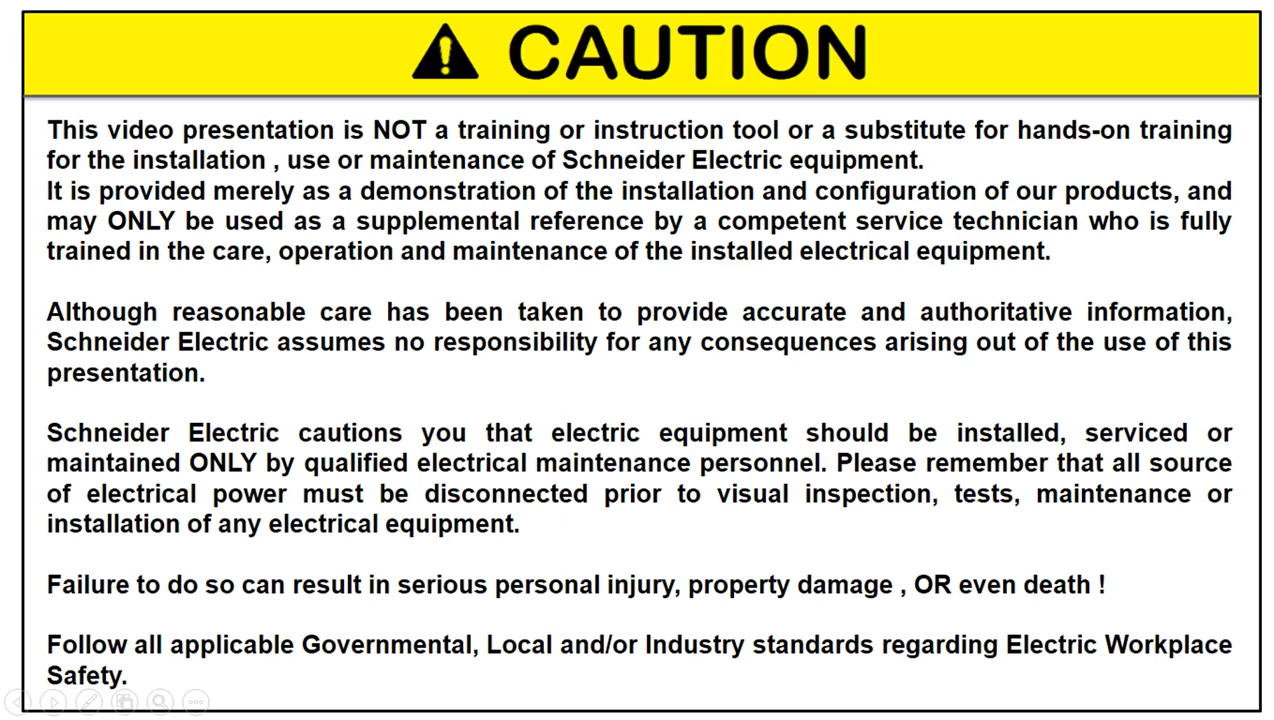 CAUTION
This video presentation is NOT a training or instruction tool or a substitute for hands-on training
for the installation , use or maintenance of Schneider Electric equipment.
It is provided merely as a demonstration of the installation and configuration of our products, and
may ONLY be used as a supplemental reference by a competent service technician who is fully
trained in the care, operation and maintenance of the installed electrical equipment.
Although reasonable care has been taken to provide accurate and authoritative information,
Schneider Electric assumes no responsibility for any consequences arising out of the use of this
presentation.
Schneider Electric cautions you that electric equipment should be installed, serviced or
maintained ONLY by qualified electrical maintenance personnel. Please remember that all source
of electrical power must be disconnected prior to visual inspection, tests, maintenance or
installation of any electrical equipment.
Failure to do so can result in serious personal injury, property damage , OR even death !
Follow all applicable Governmental, Local and/or Industry standards regarding Electric Workplace
Safety.